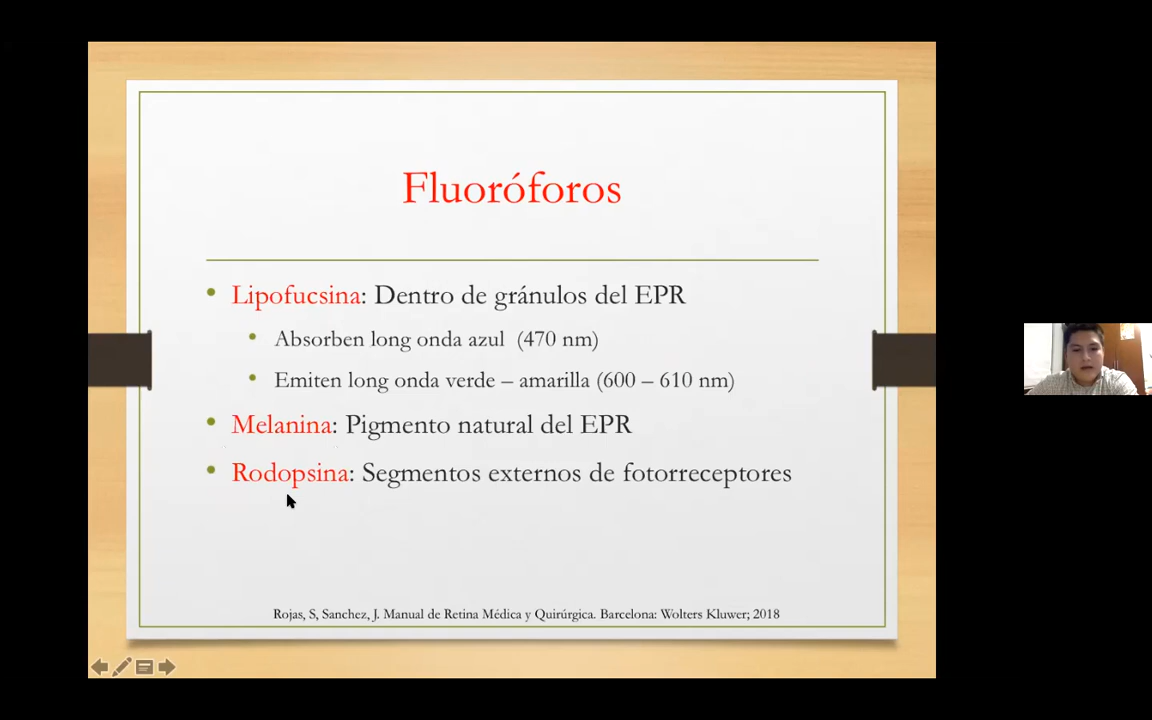 Fluoróforos
Lipofucsina: Dentro de gránulos del EPR
Absorben long onda azul (470 nm)
Emiten long onda verde – amarilla (600 – 610 nm)
Melanina: Pigmento natural del EPR
Rodopsina: Segmentos externos de fotorreceptores
Rojas, S, Sanchez, J. Manual de Retina Médica y Quirúrgica. Barcelona: Wolters Kluwer; 2018